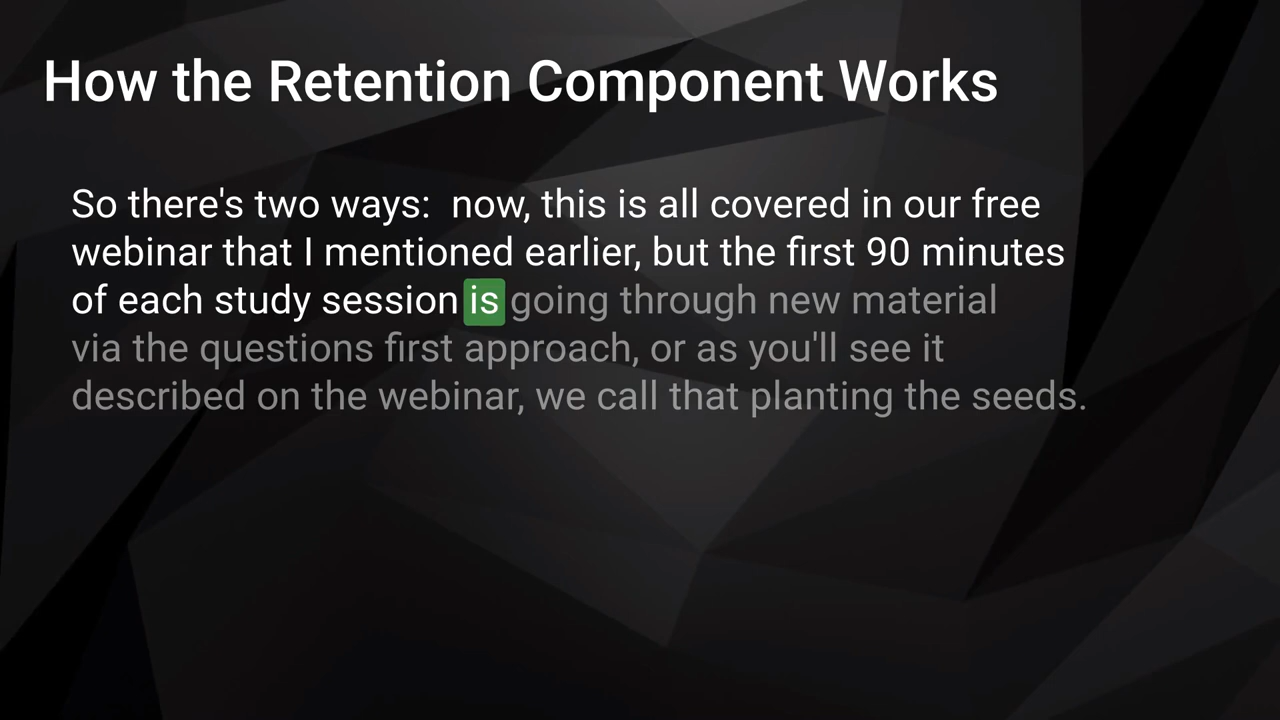 How the Retention Component Works
So there's two ways:  now, this is all covered in our free
webinar that I mentioned earlier, but the first 90 minutes
of each study session is going through new material
via the questions first approach, or as you'll see it
described on the webinar, we call that planting the seeds.